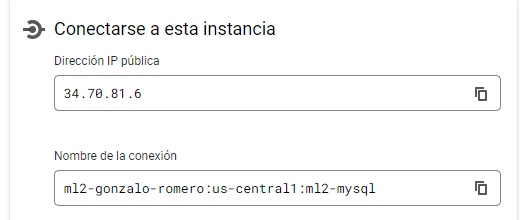 Conectarse a esta instancia
Dirección IP pública
34.70.81.6
Nombre de la conexión
ml2-gonzalo-romero:us-central1:ml2-mysql